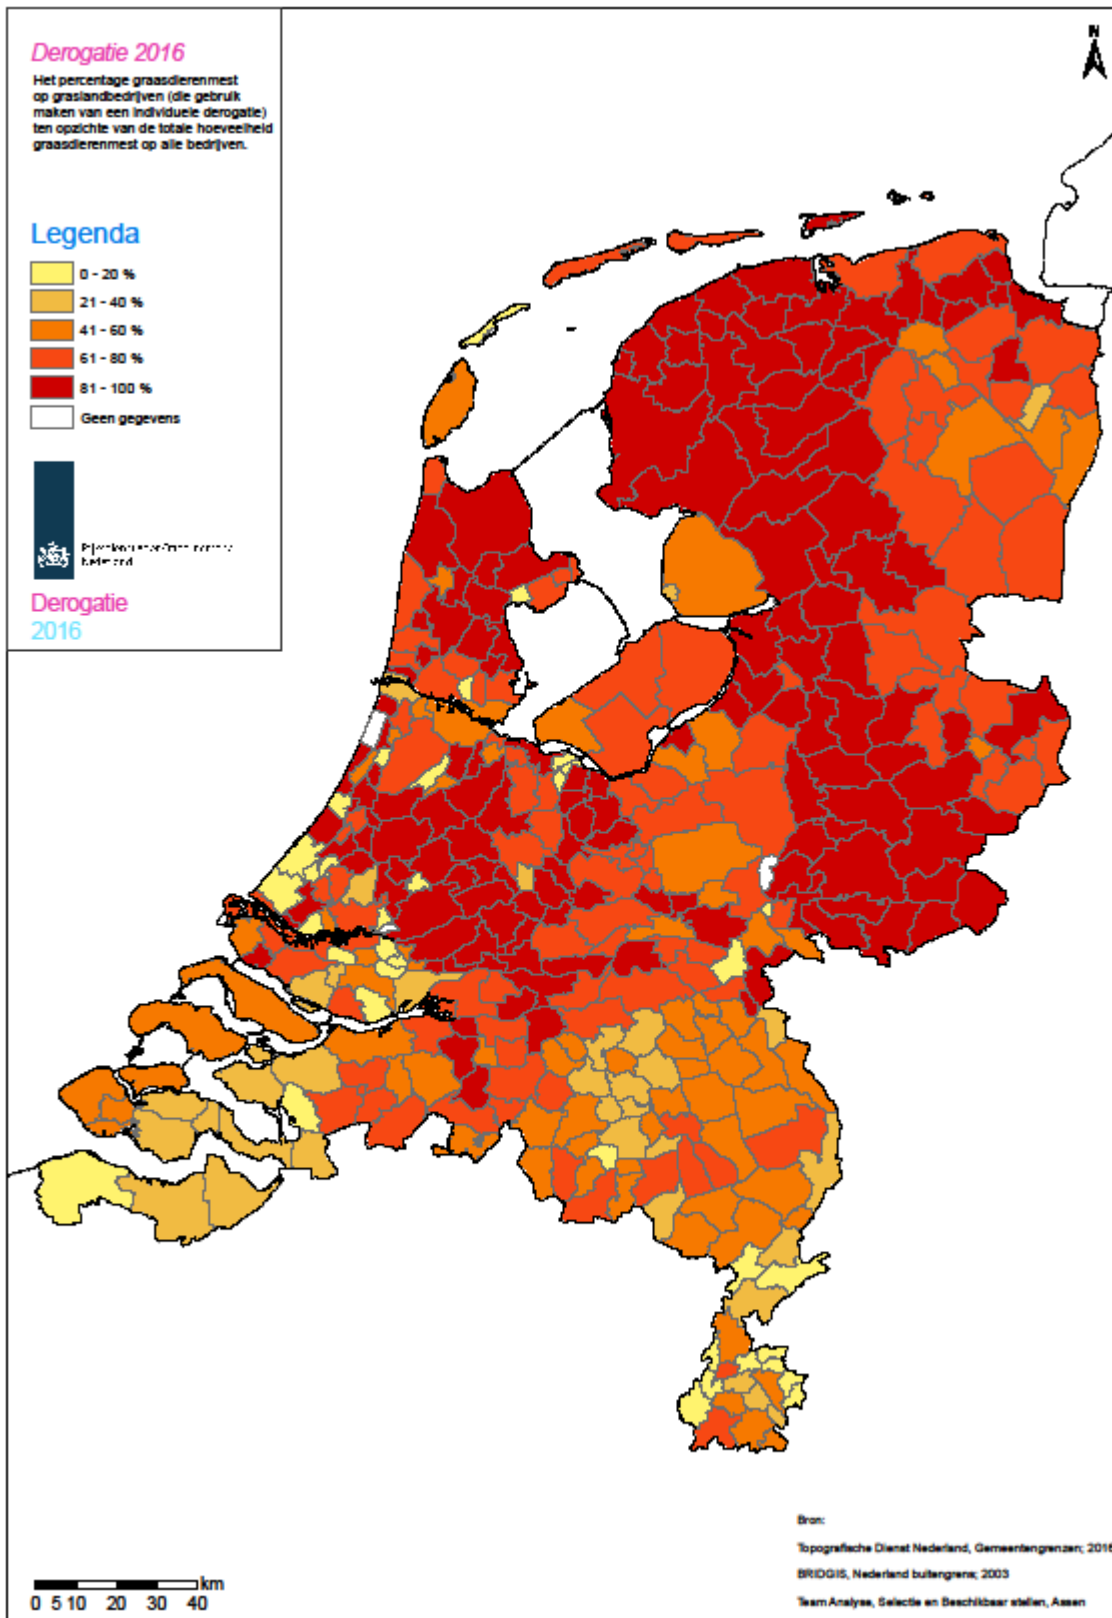 Derogatie 2016
Het percentage graasdierenmest
op graslandbedrijven (die gebruik
maken van een individuele derogatie)
ten opzichte van de totale hoeveelheid
graasdierenmest op alle bedrijven.
N
Legenda
0 - 20 %
21 - 40 %
41 - 60 %
61 - 80 %
81 - 100 %
Geen gegevens
Nederland
Derogatie
2016
km
0 5 10 20 30 40
Bron:
Topografische Dienst Nederland, Gemeentengrenzen; 2016
BRIDGIS, Nederland buitengrens; 2003
Team Analyse, Selectie en Beschikbaar stellen, Assen